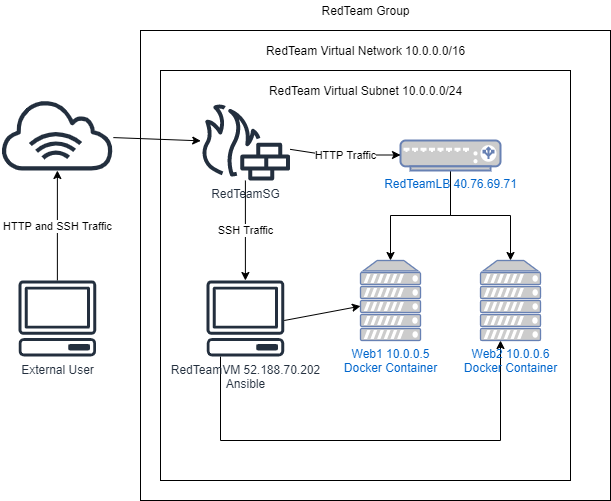 RedTeam Group
RedTeam Virtual Network 10.0.0.0/16
RedTeam Virtual Subnet 10.0.0.0/24
HTTP Traffic
RedTeamSG
RedTeamLB 40.76.69.71
HTTP and SSH Traffic
SSH Traffic
External User
RedTeamVM 52.188.70.202
Ansible
Web1 10.0.0.5
Docker Container
Web2 10.0.0.6
Docker Container